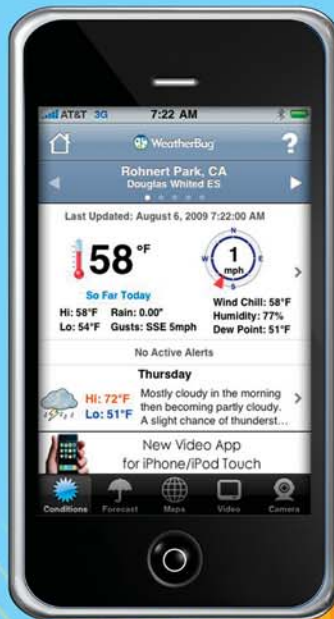 AT&T 3G 7:22 AM
WeatherBug
?
Rohnert Park, CA
Douglas Whited ES
Last Updated: August 6, 2009 7:22:00 AM
58 °F
N
W E
S
1
mph
So Far Today
Hi: 58°F Rain: 0.00"
Lo: 54°F Gusts: SSE 5mph
Wind Chill: 58°F
Humidity: 77%
Dew Point: 51°F
No Active Alerts
Thursday
Hi: 72°F
Lo: 51°F
Mostly cloudy in the morning
then becoming partly cloudy.
A slight chance of thunderst...
New Video App
for iPhone/iPod Touch
Conditions Forecast Maps Video Camera